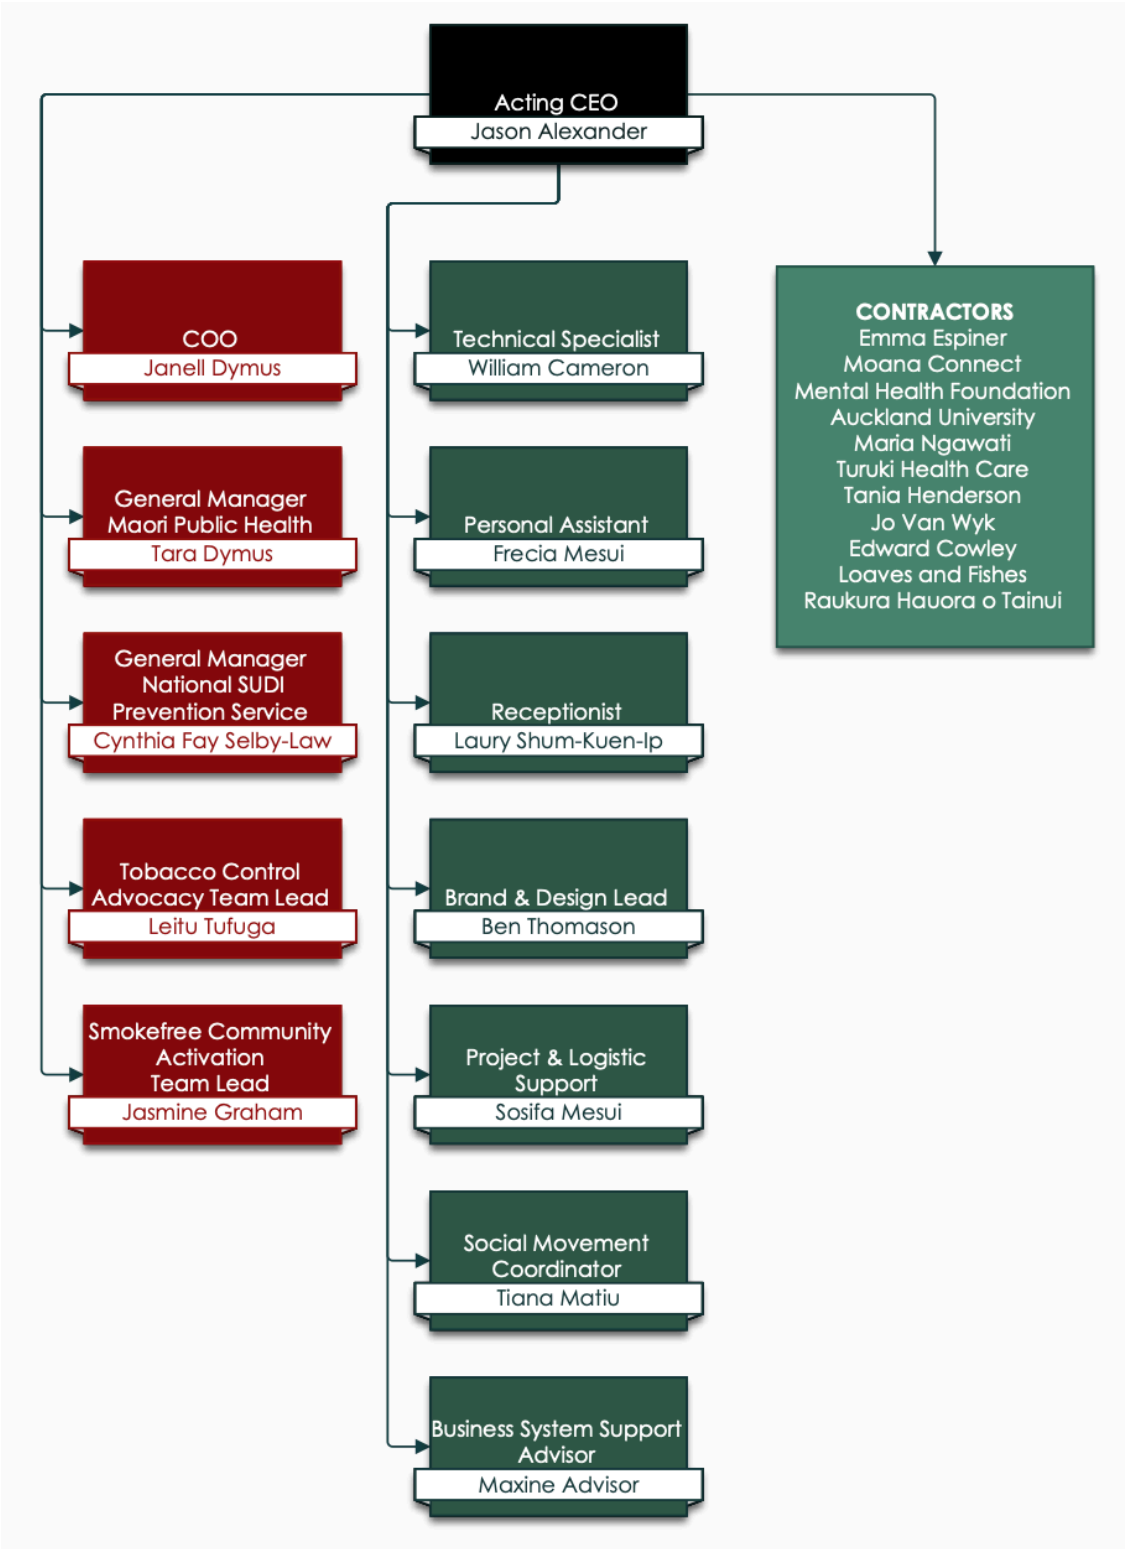 Acting CEO
Jason Alexander
COO
Janell Dymus
General Manager
Maori Public Health
Tara Dymus
General Manager
National SUDI
Prevention Service
Cynthia Fay Selby-Law
Tobacco Control
Advocacy Team Lead
Leitu Tufuga
Smokefree Community
Activation
Team Lead
Jasmine Graham
Technical Specialist
William Cameron
Personal Assistant
Frecia Mesui
Receptionist
Laury Shum-Kuen-Ip
Brand & Design Lead
Ben Thomason
Project & Logistic
Support
Sosifa Mesui
Social Movement
Coordinator
Tiana Matiu
Business System Support
Advisor
Maxine Advisor
CONTRACTORS
Emma Espiner
Moana Connect
Mental Health Foundation
Auckland University
Maria Ngawati
Turuki Health Care
Tania Henderson
Jo Van Wyk
Edward Cowley
Loaves and Fishes
Raukura Hauora o Tainui